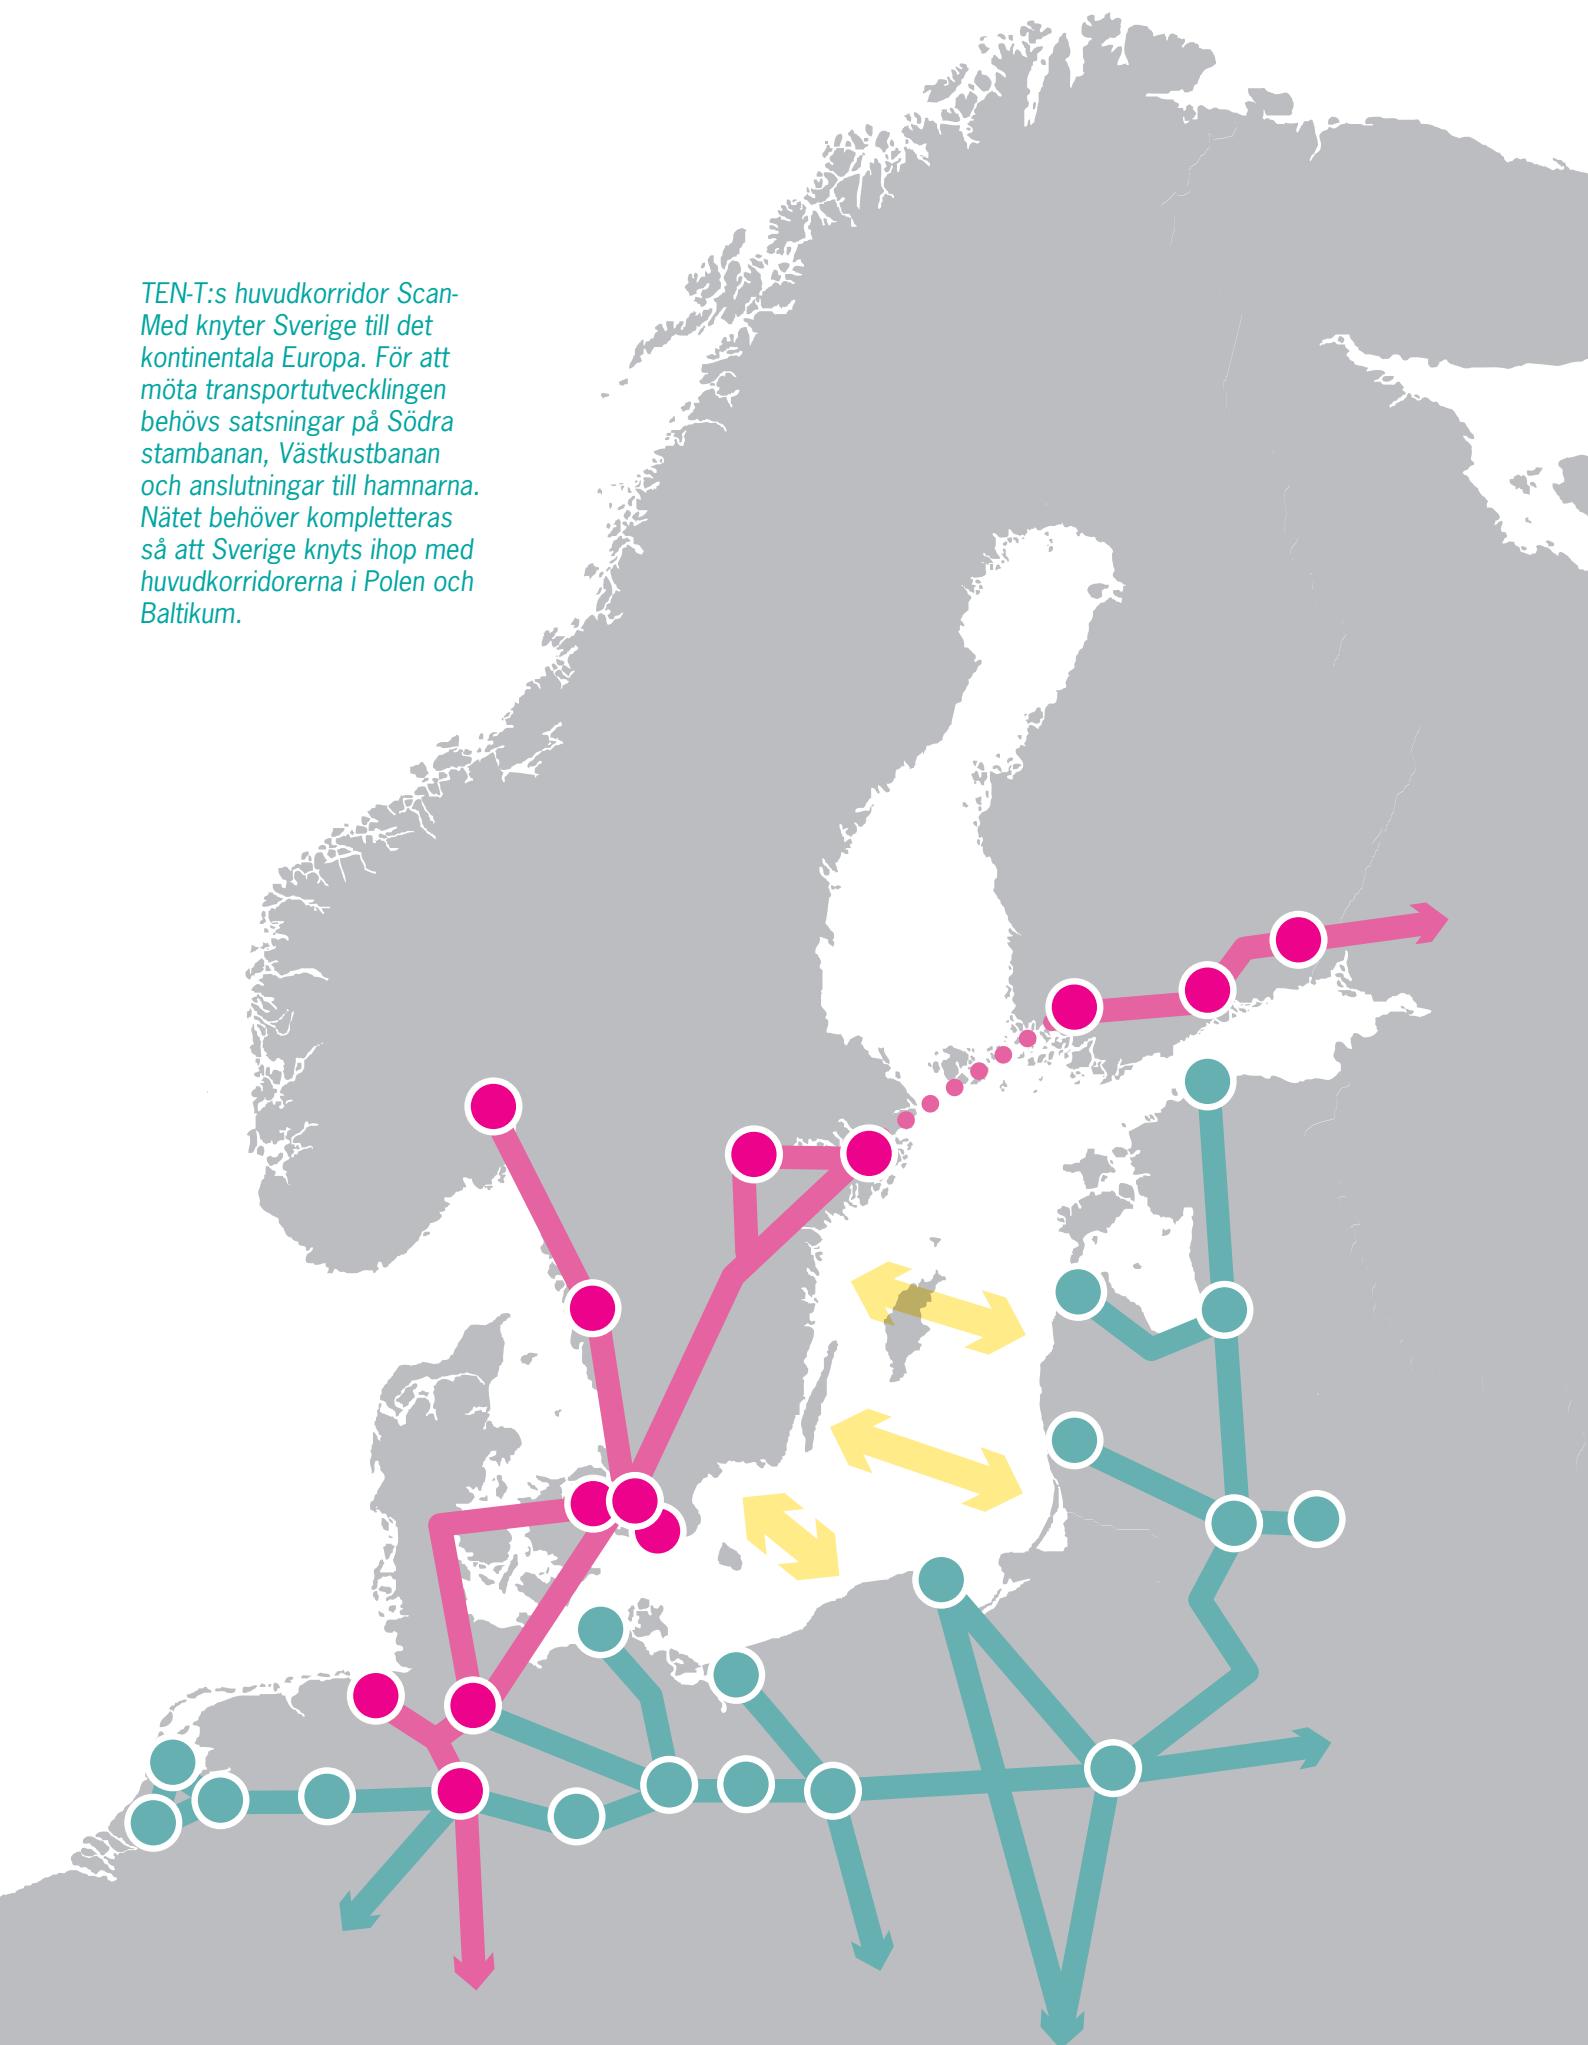 TEN-T:s huvudkorridor Scan-
Med knyter Sverige till det
kontinentala Europa. För att
möta transportutvecklingen
behövs satsningar på Södra
stambanan, Västkustbanan
och anslutningar till hamnarna.
Nätet behöver kompletteras
så att Sverige knyts ihop med
huvudkorridorerna i Polen och
Baltikum.